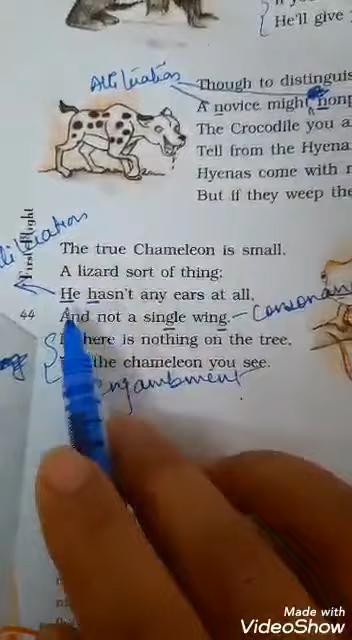 He'll give
Alliteration
Though to distinguis
A novice might nonp
The Crocodile you a
Tell from the Hyena
Hyenas come with
But if they weep the
The true Chameleon is small.
A lizard sort of thing;
He hasn't any ears at all,
And not a single wing. Consonan
there is nothing on the tree,
the chameleon you see.
Enjambment
First Flight
44
Made with
VideoShow